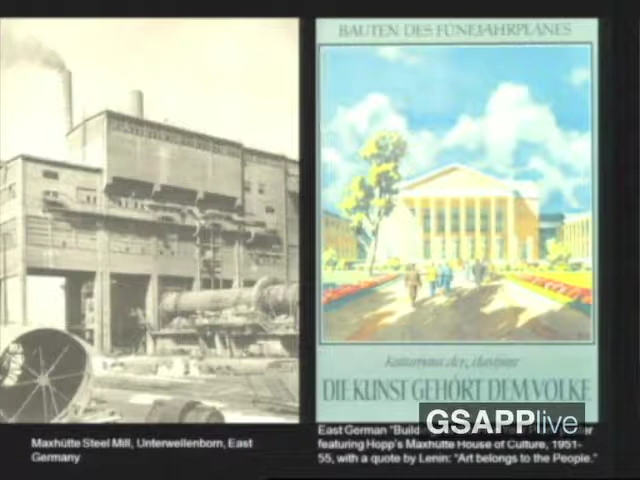 BAUTEN DES FÜNFJAHRPLANES
DIE KUNST GEHÖRT DEM VOLKE
GSAPPlive
Maxhütte Steel Mill, Unterwellenborn, East
Germany
East German "Build
featuring Hopp's Maxhütte House of Culture, 1951-
55, with a quote by Lenin: "Art belongs to the People."